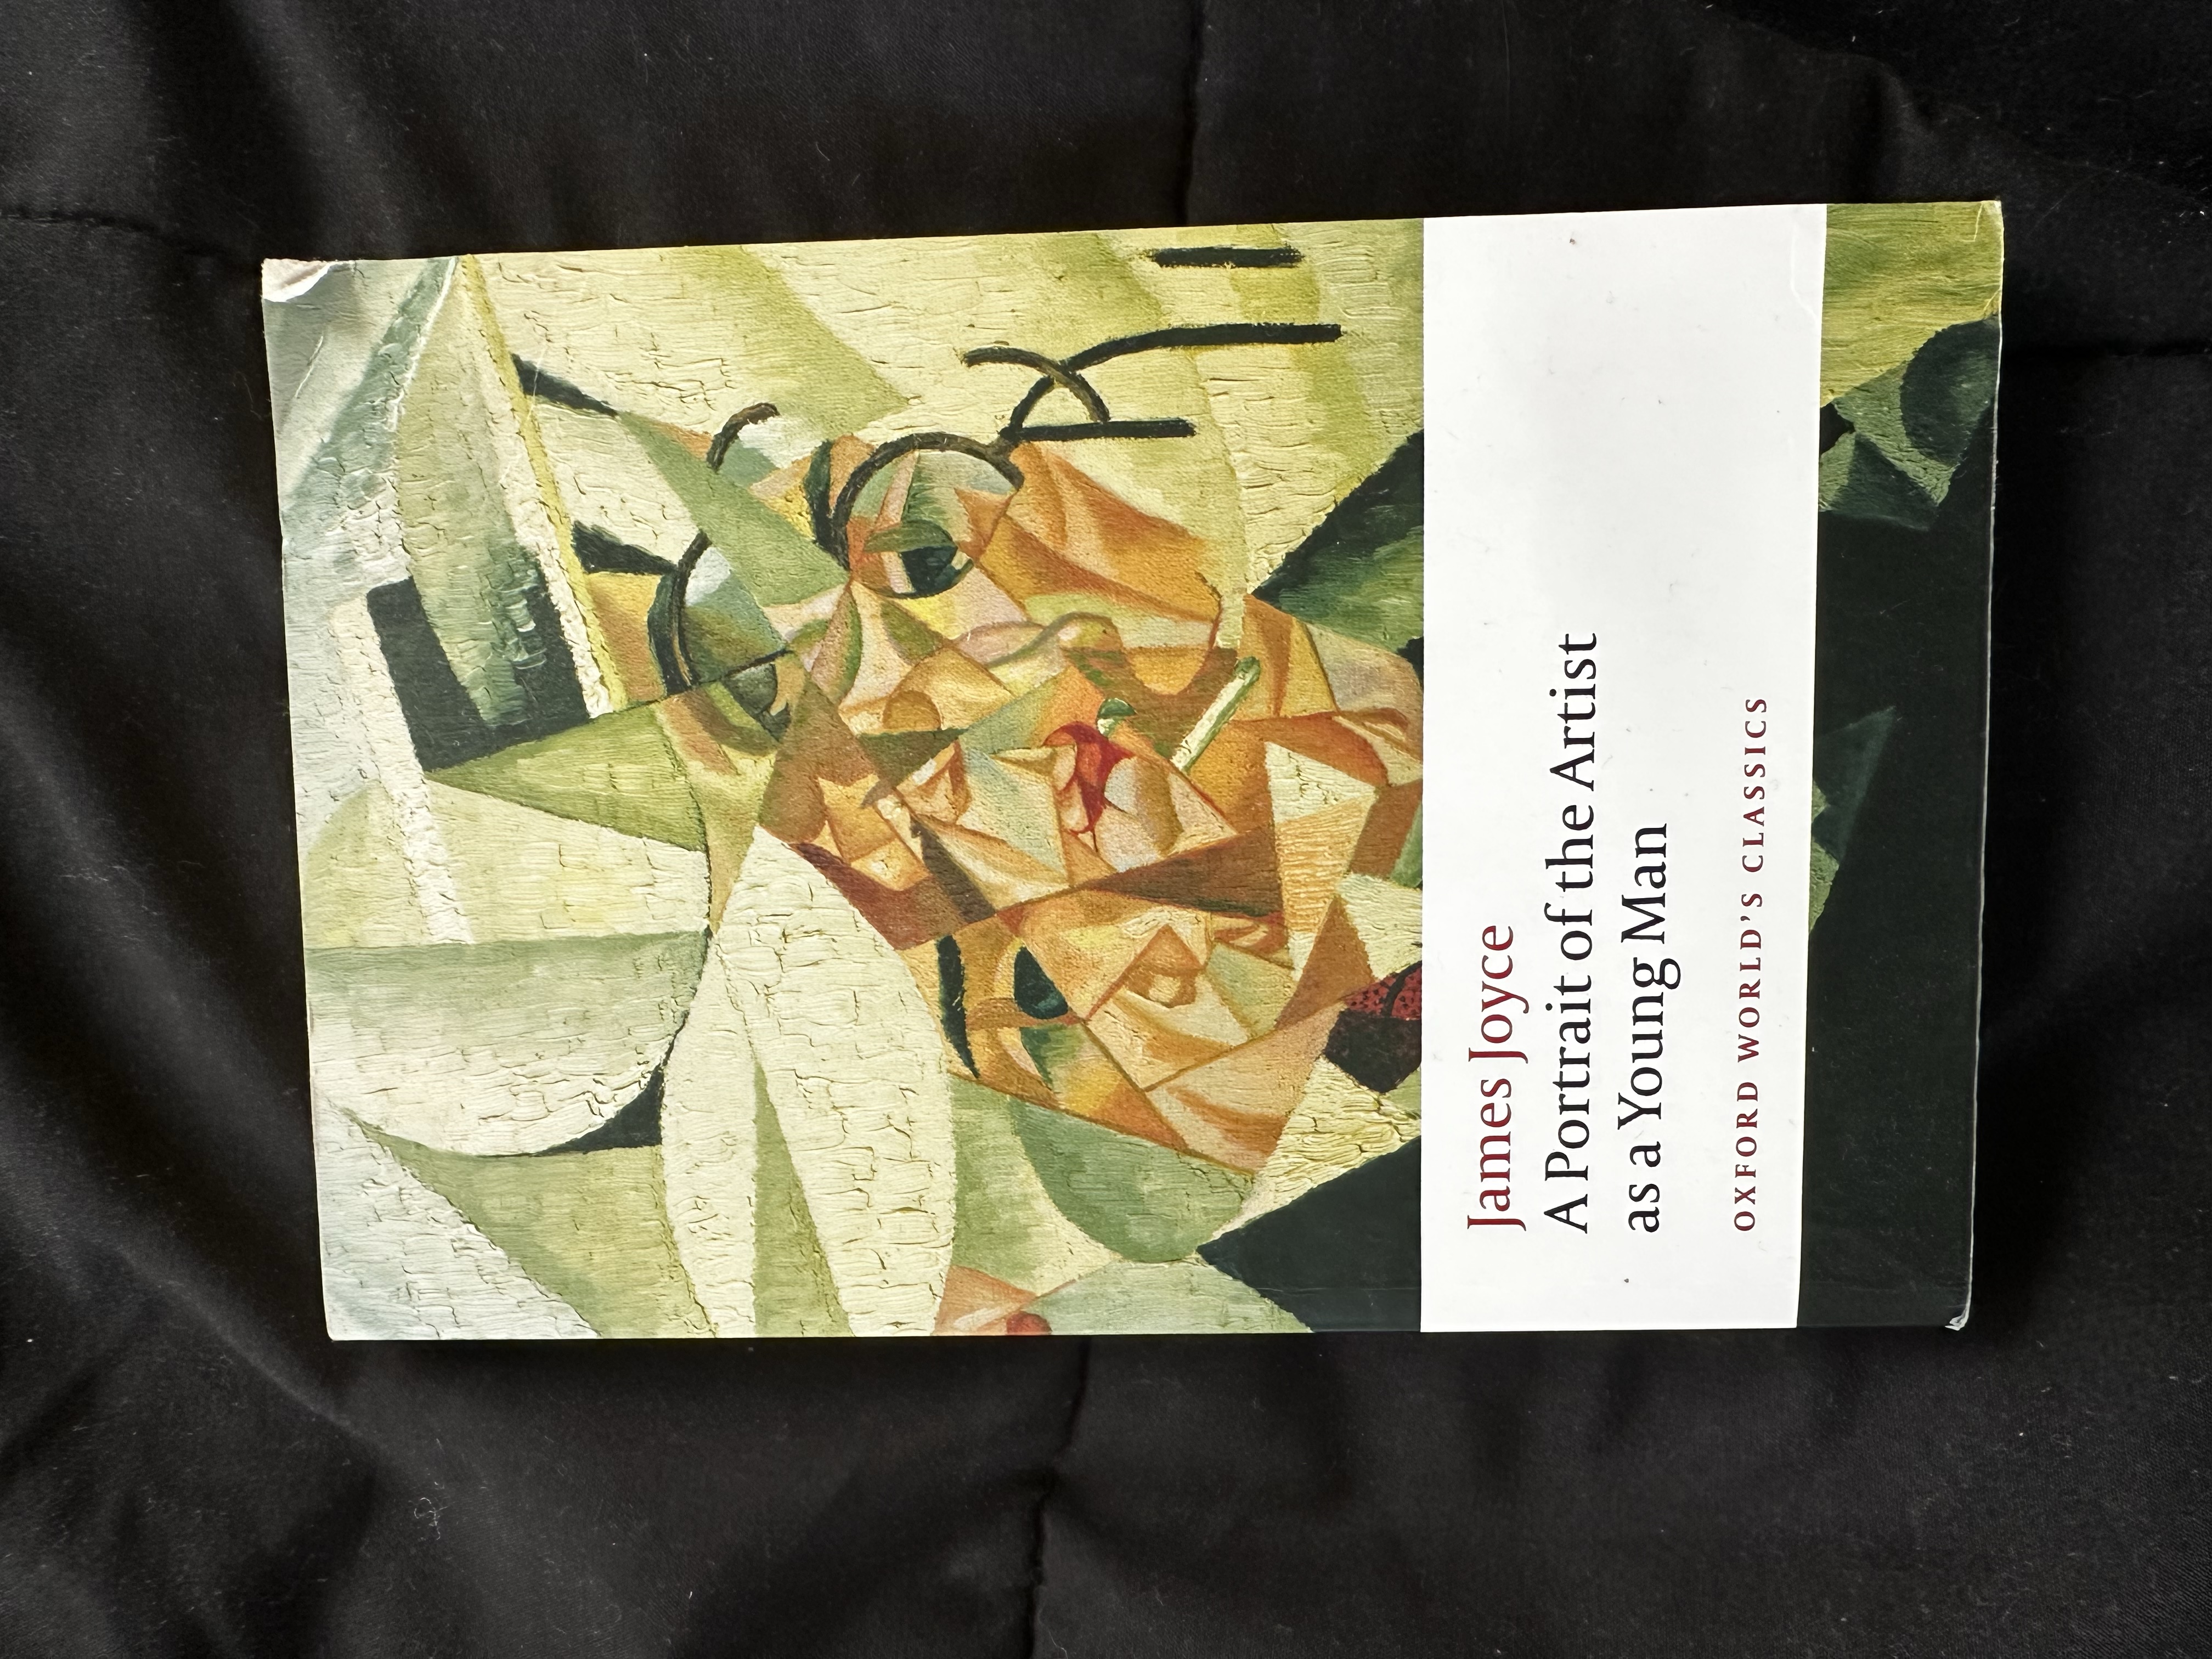 James Joyce
A Portrait of the Artist
as a Young Man
OXFORD WORLD'S CLASSICS